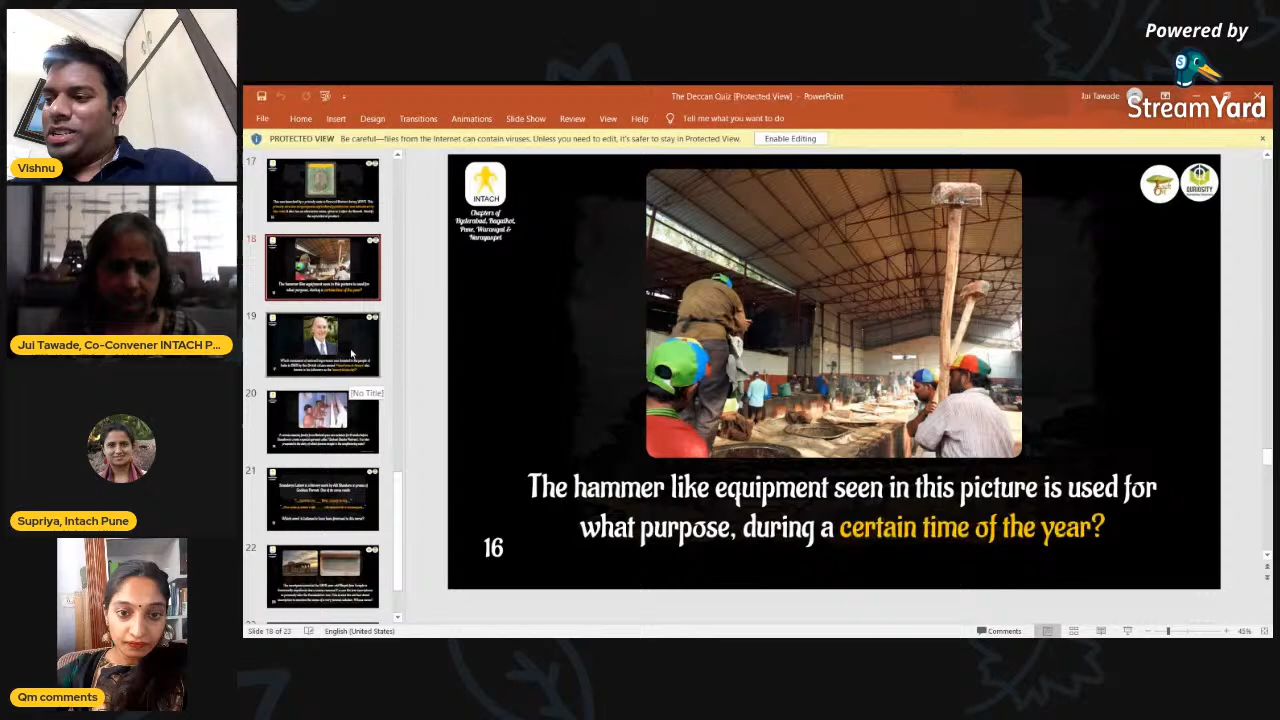 Powered by
StreamYard
Vishnu
Jui Tawade, Co-Convener INTACH P...
Supriya, Intach Pune
Qm comments
The Deccan Quiz [Protected View] - PowerPoint
Jui Tawade
File Home Insert Design Transitions Animations Slide Show Review View Help Tell me what you want to do
PROTECTED VIEW Be careful—files from the Internet can contain viruses. Unless you need to edit, it's safer to stay in Protected View. Enable Editing
17
18
19
[No Title]
20
21
22
INTACH
Chapters of
Hyderabad, Bagalkot,
Pune, Warangal &
Narayanpet
CURIOSITY
The hammer like equipment seen in this picture is used for
what purpose, during a certain time of the year?
16
Slide 18 of 23 English (United States) Comments 45%